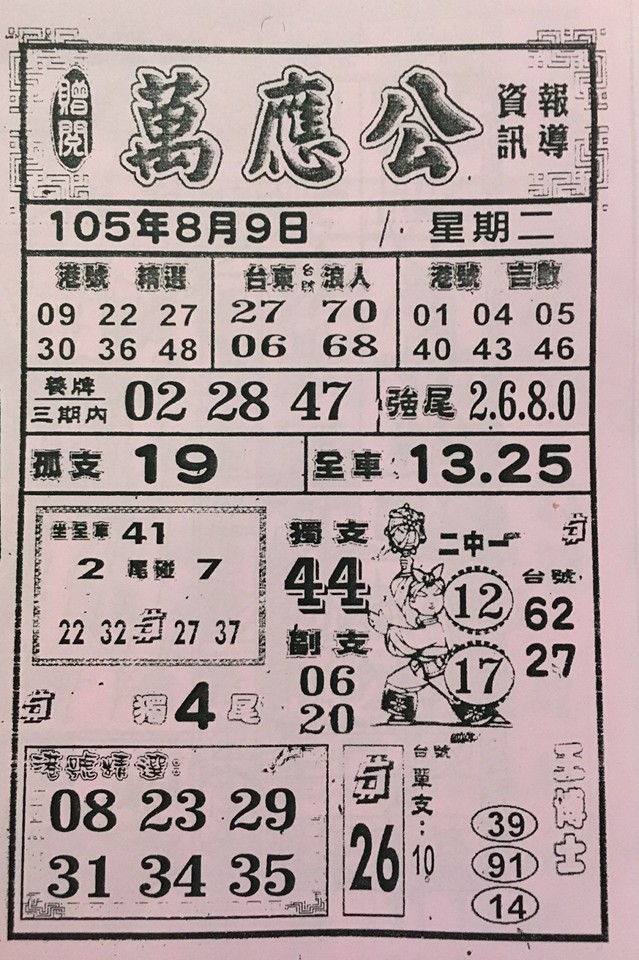 贈閱 萬應公 資訊 報導
105年8月9日 星期二
港號 精選
09 22 27
30 36 48
台東 台號 浪人
27 70
06 68
港號 吉數
01 04 05
40 43 46
養牌
三期內
02 28 47
強尾 2.6.8.0
孤支 19
全車 13.25
坐全車 41
2 尾碰 7
22 32 27 37
獨 4 尾
獨支
44
副支
06
20
二中一
12
17
台號
62
27
港號精選:
08 23 29
31 34 35
26
台號
單支:
10
王博士
39
91
14